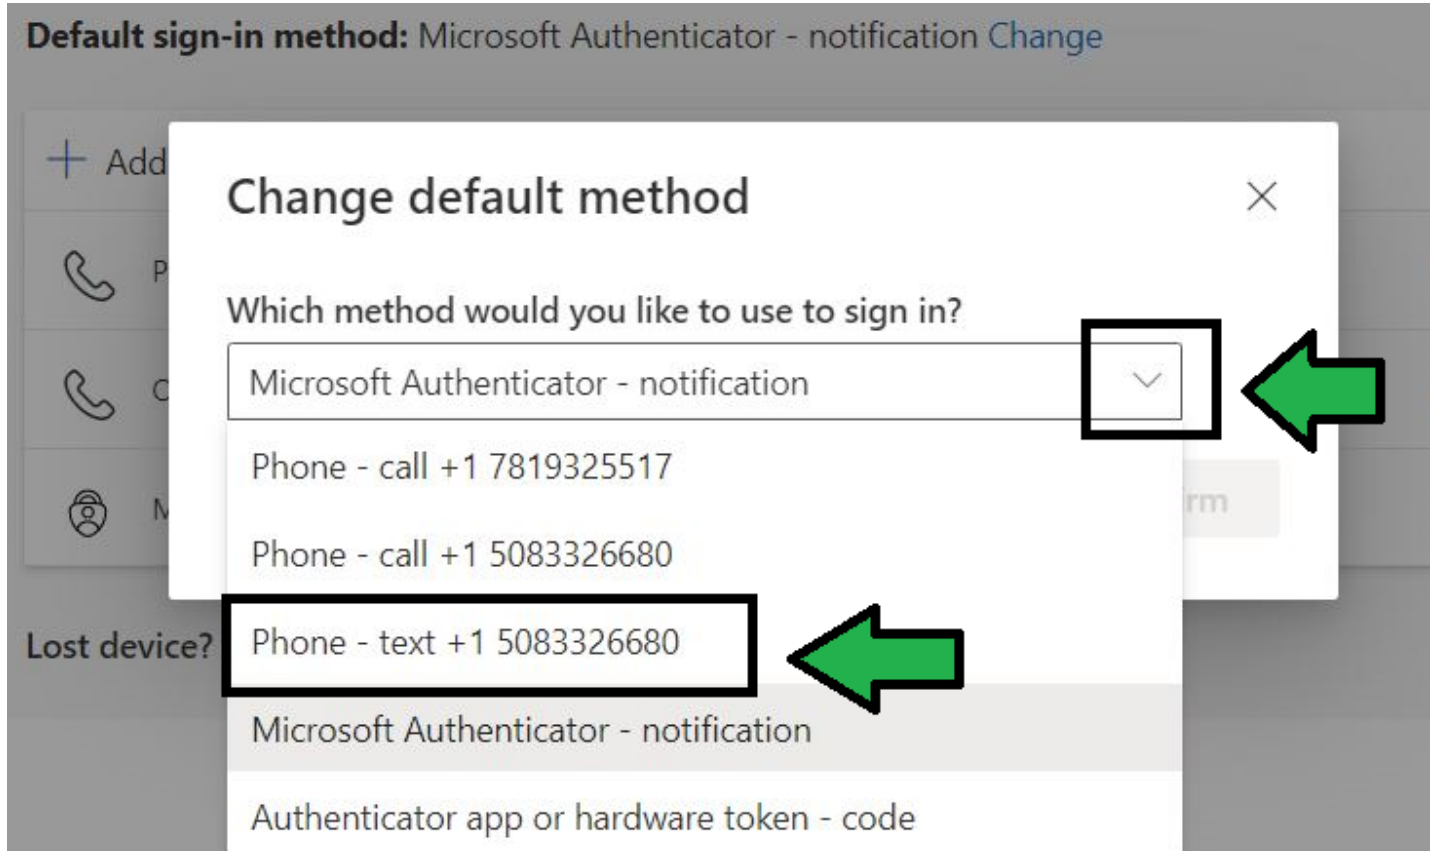 Default sign-in method: Microsoft Authenticator - notification Change
Add
Change default method
P
Which method would you like to use to sign in?
Microsoft Authenticator - notification
Phone - call +1 7819325517
rm
Phone - call +1 5083326680
Lost device?
Phone - text +1 5083326680
Microsoft Authenticator - notification
Authenticator app or hardware token - code